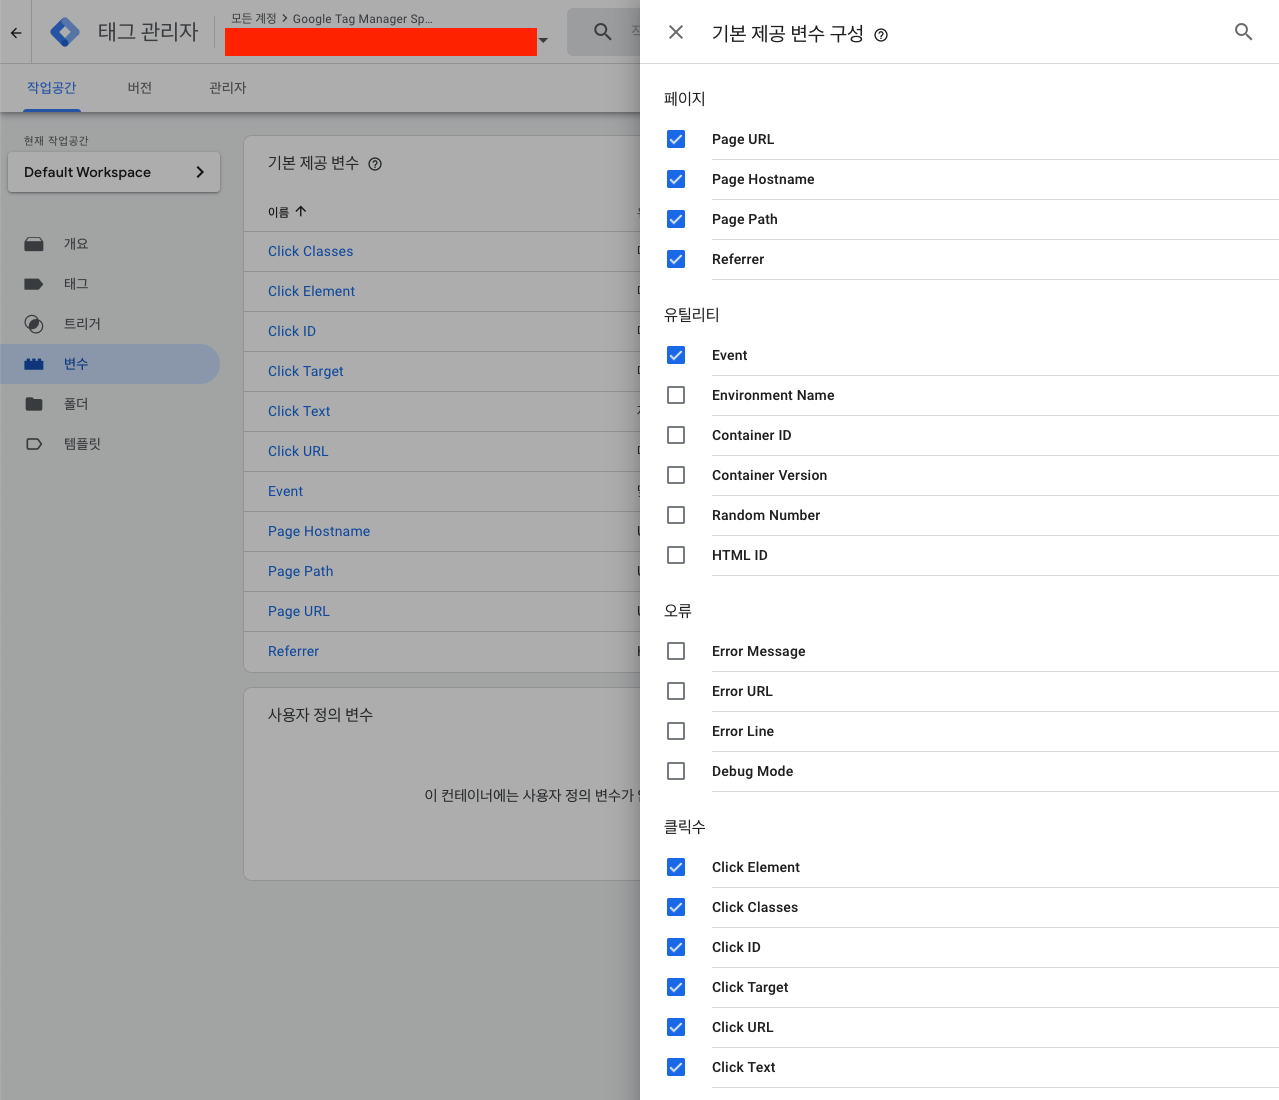 태그 관리자
모든 계정 > Google Tag Manager Sp...
작업공간
버전
관리자
현재 작업공간
Default Workspace
개요
태그
트리거
변수
폴더
템플릿
기본 제공 변수
이름
Click Classes
Click Element
Click ID
Click Target
Click Text
Click URL
Event
Page Hostname
Page Path
Page URL
Referrer
사용자 정의 변수
이 컨테이너에는 사용자 정의 변수가
기본 제공 변수 구성
페이지
Page URL
Page Hostname
Page Path
Referrer
유틸리티
Event
Environment Name
Container ID
Container Version
Random Number
HTML ID
오류
Error Message
Error URL
Error Line
Debug Mode
클릭수
Click Element
Click Classes
Click ID
Click Target
Click URL
Click Text